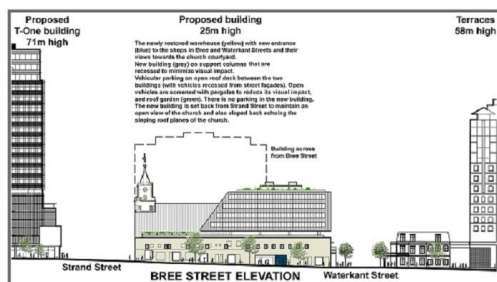 Proposed
T-One building
71m high
Proposed building
25m high
The newly restored warehouse (yellow) with new entrance
(blue) to the shops in Bree and Waterkant Streets and their
views towards the church courtyard.
New building (grey) on support columns that are
recessed to minimise visual impact.
Vehicular parking on open roof deck between the two
buildings (with vehicles recessed from street façades). Open
vehicles are screened with pergolas to reduce its visual impact,
and roof garden (green). There is no parking in the new building.
The new building is set back from Strand Street to maintain an
open view of the church and also sloped back echoing the
sloping roof planes of the church.
Terraces
58m high
Building across
from Bree Street
Strand Street
BREE STREET ELEVATION
Waterkant Street